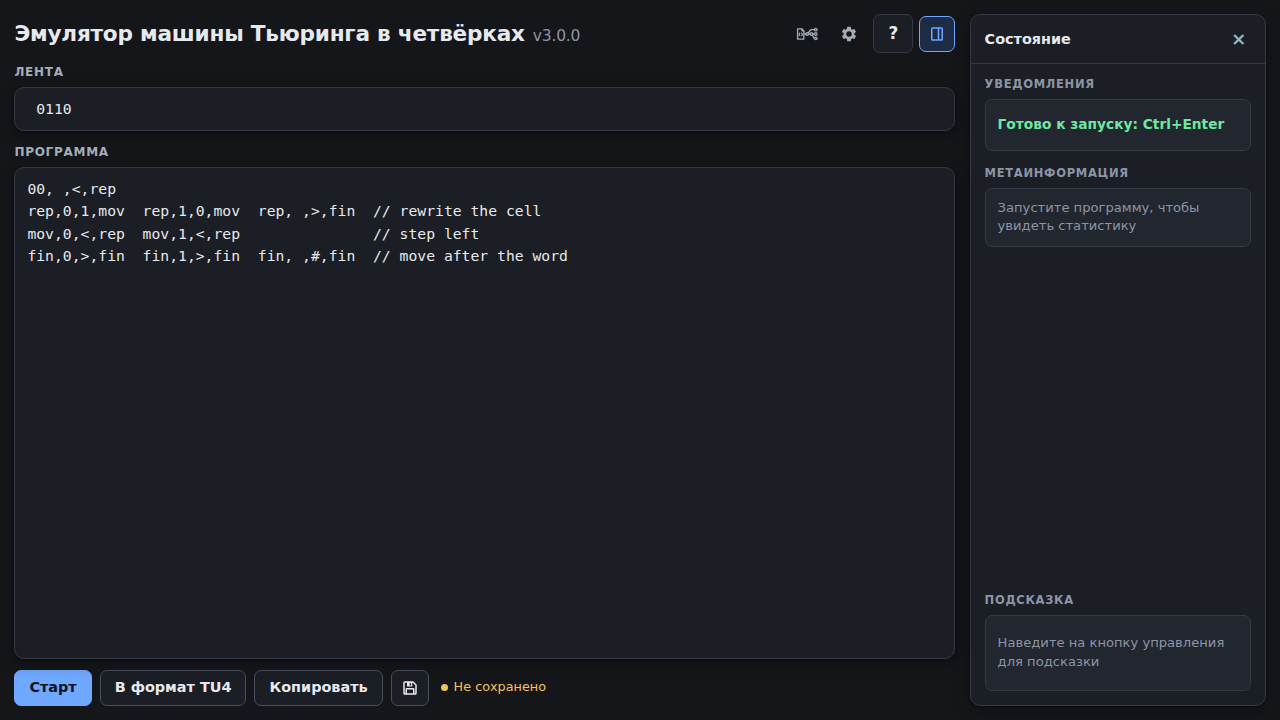 Эмулятор машины Тьюринга в четвёрках v3.0.0
?
ЛЕНТА
0110
ПРОГРАММА
00, ,<,rep
rep,0,1,mov  rep,1,0,mov  rep, ,>,fin  // rewrite the cell
mov,0,<,rep  mov,1,<,rep               // step left
fin,0,>,fin  fin,1,>,fin  fin, ,#,fin  // move after the word
Старт
В формат TU4
Копировать
Не сохранено
Состояние
УВЕДОМЛЕНИЯ
Готово к запуску: Ctrl+Enter
МЕТАИНФОРМАЦИЯ
Запустите программу, чтобы
увидеть статистику
ПОДСКАЗКА
Наведите на кнопку управления
для подсказки